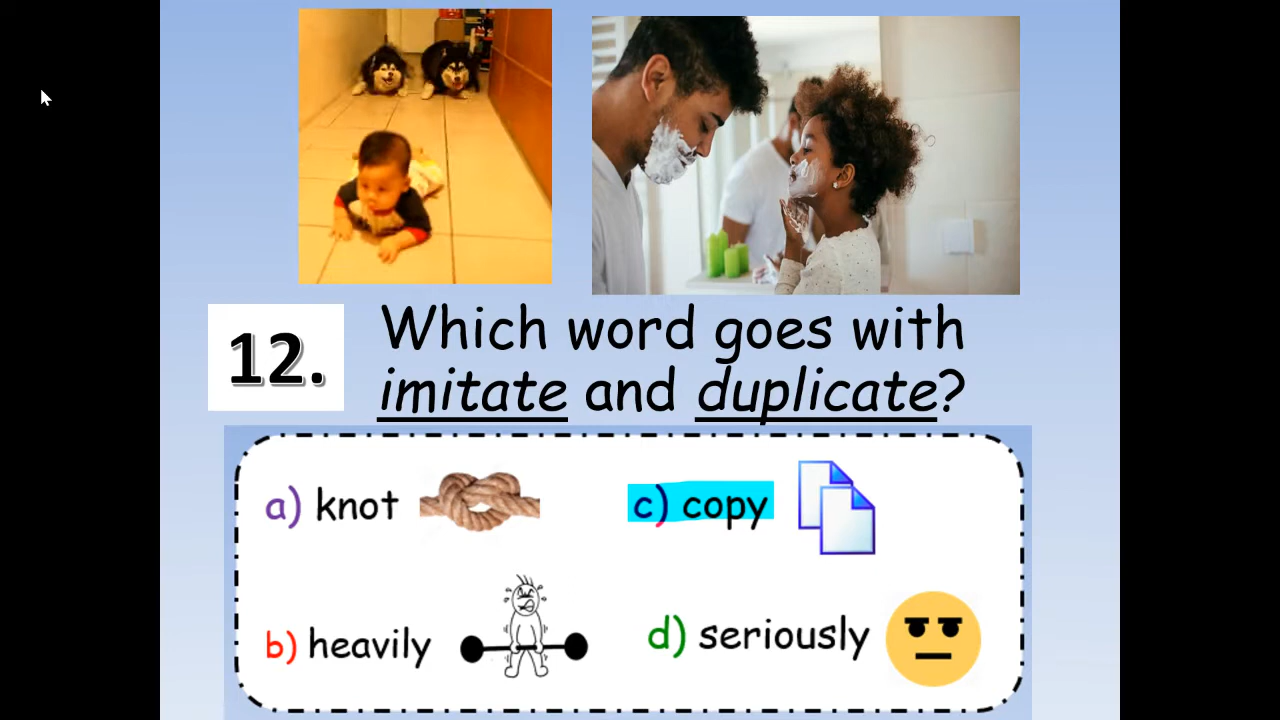 12.
Which word goes with
imitate and duplicate?
a) knot
c) copy
b) heavily
d) seriously